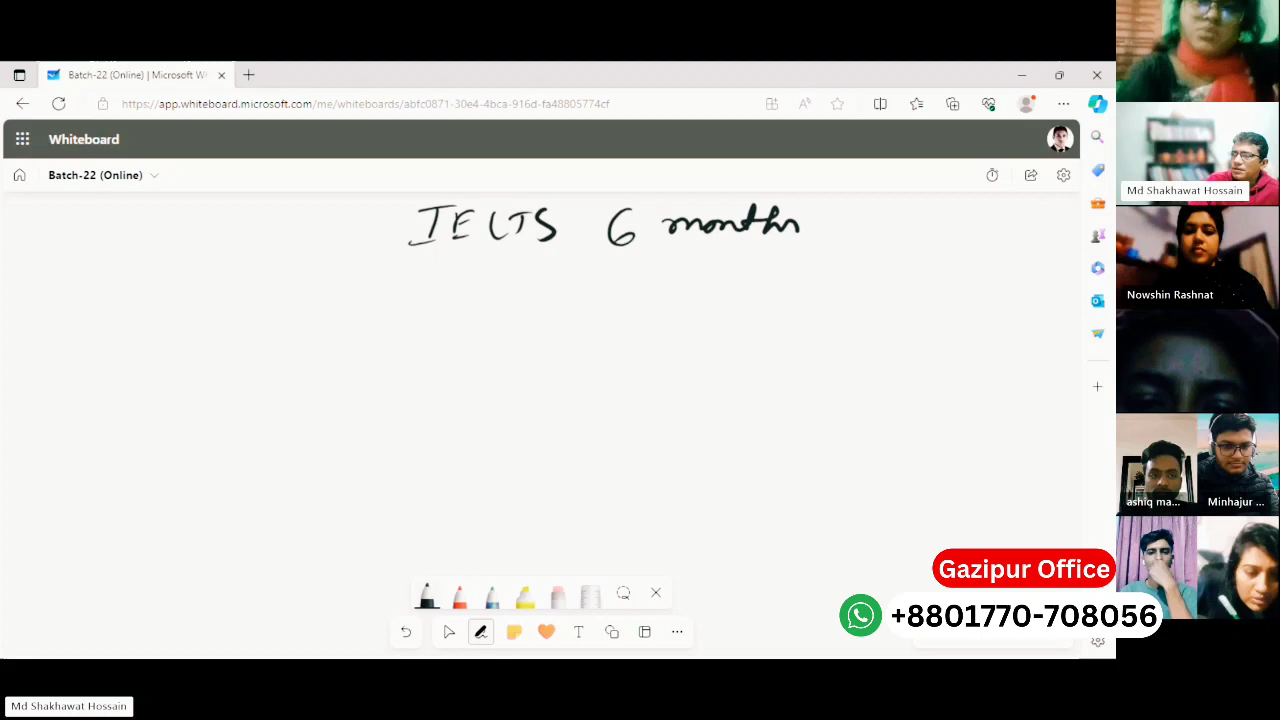 Batch-22 (Online) | Microsoft W
https://app.whiteboard.microsoft.com/me/whiteboards/abfc0871-30e4-4bca-916d-fa48805774cf
Whiteboard
Batch-22 (Online)
IELTS 6 months
Md Shakhawat Hossain
Nowshin Rashnat
ashiq ma...
Minhajur ...
Gazipur Office
+8801770-708056
Md Shakhawat Hossain